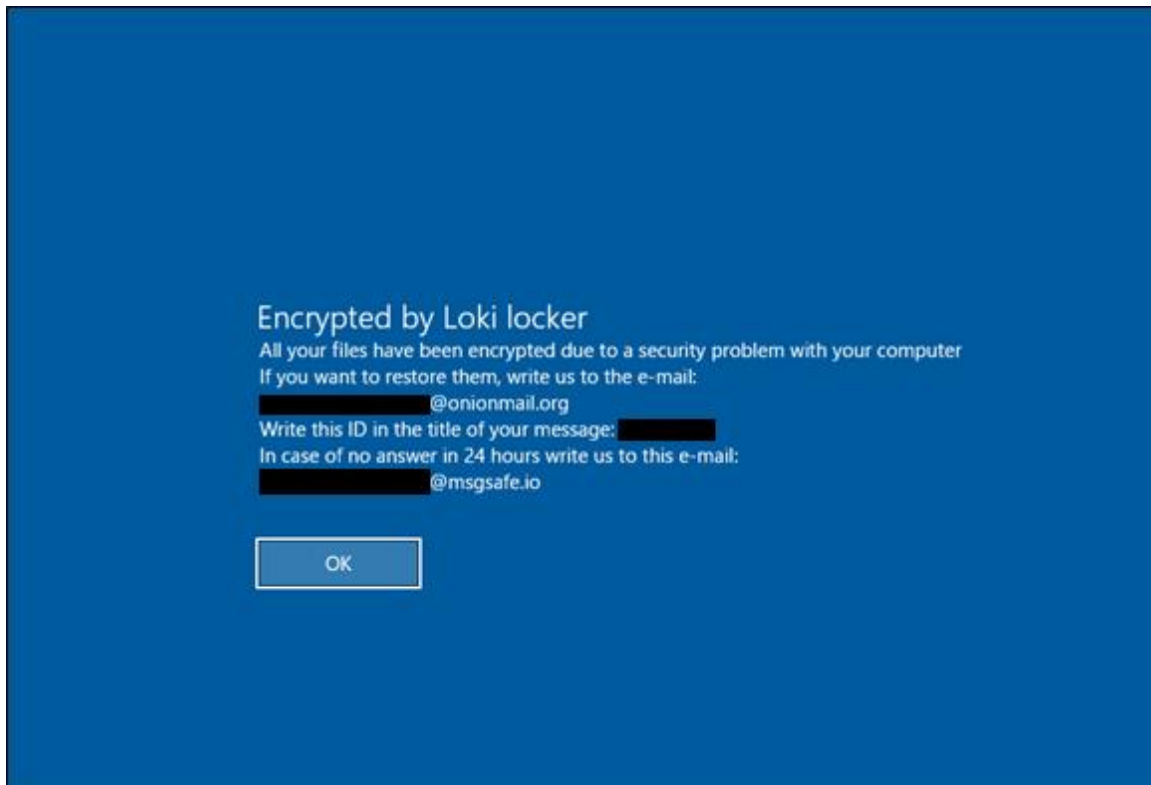 Encrypted by Loki locker
All your files have been encrypted due to a security problem with your computer
If you want to restore them, write us to the e-mail:
@onionmail.org
Write this ID in the title of your message:
In case of no answer in 24 hours write us to this e-mail:
@msgsafe.io
OK